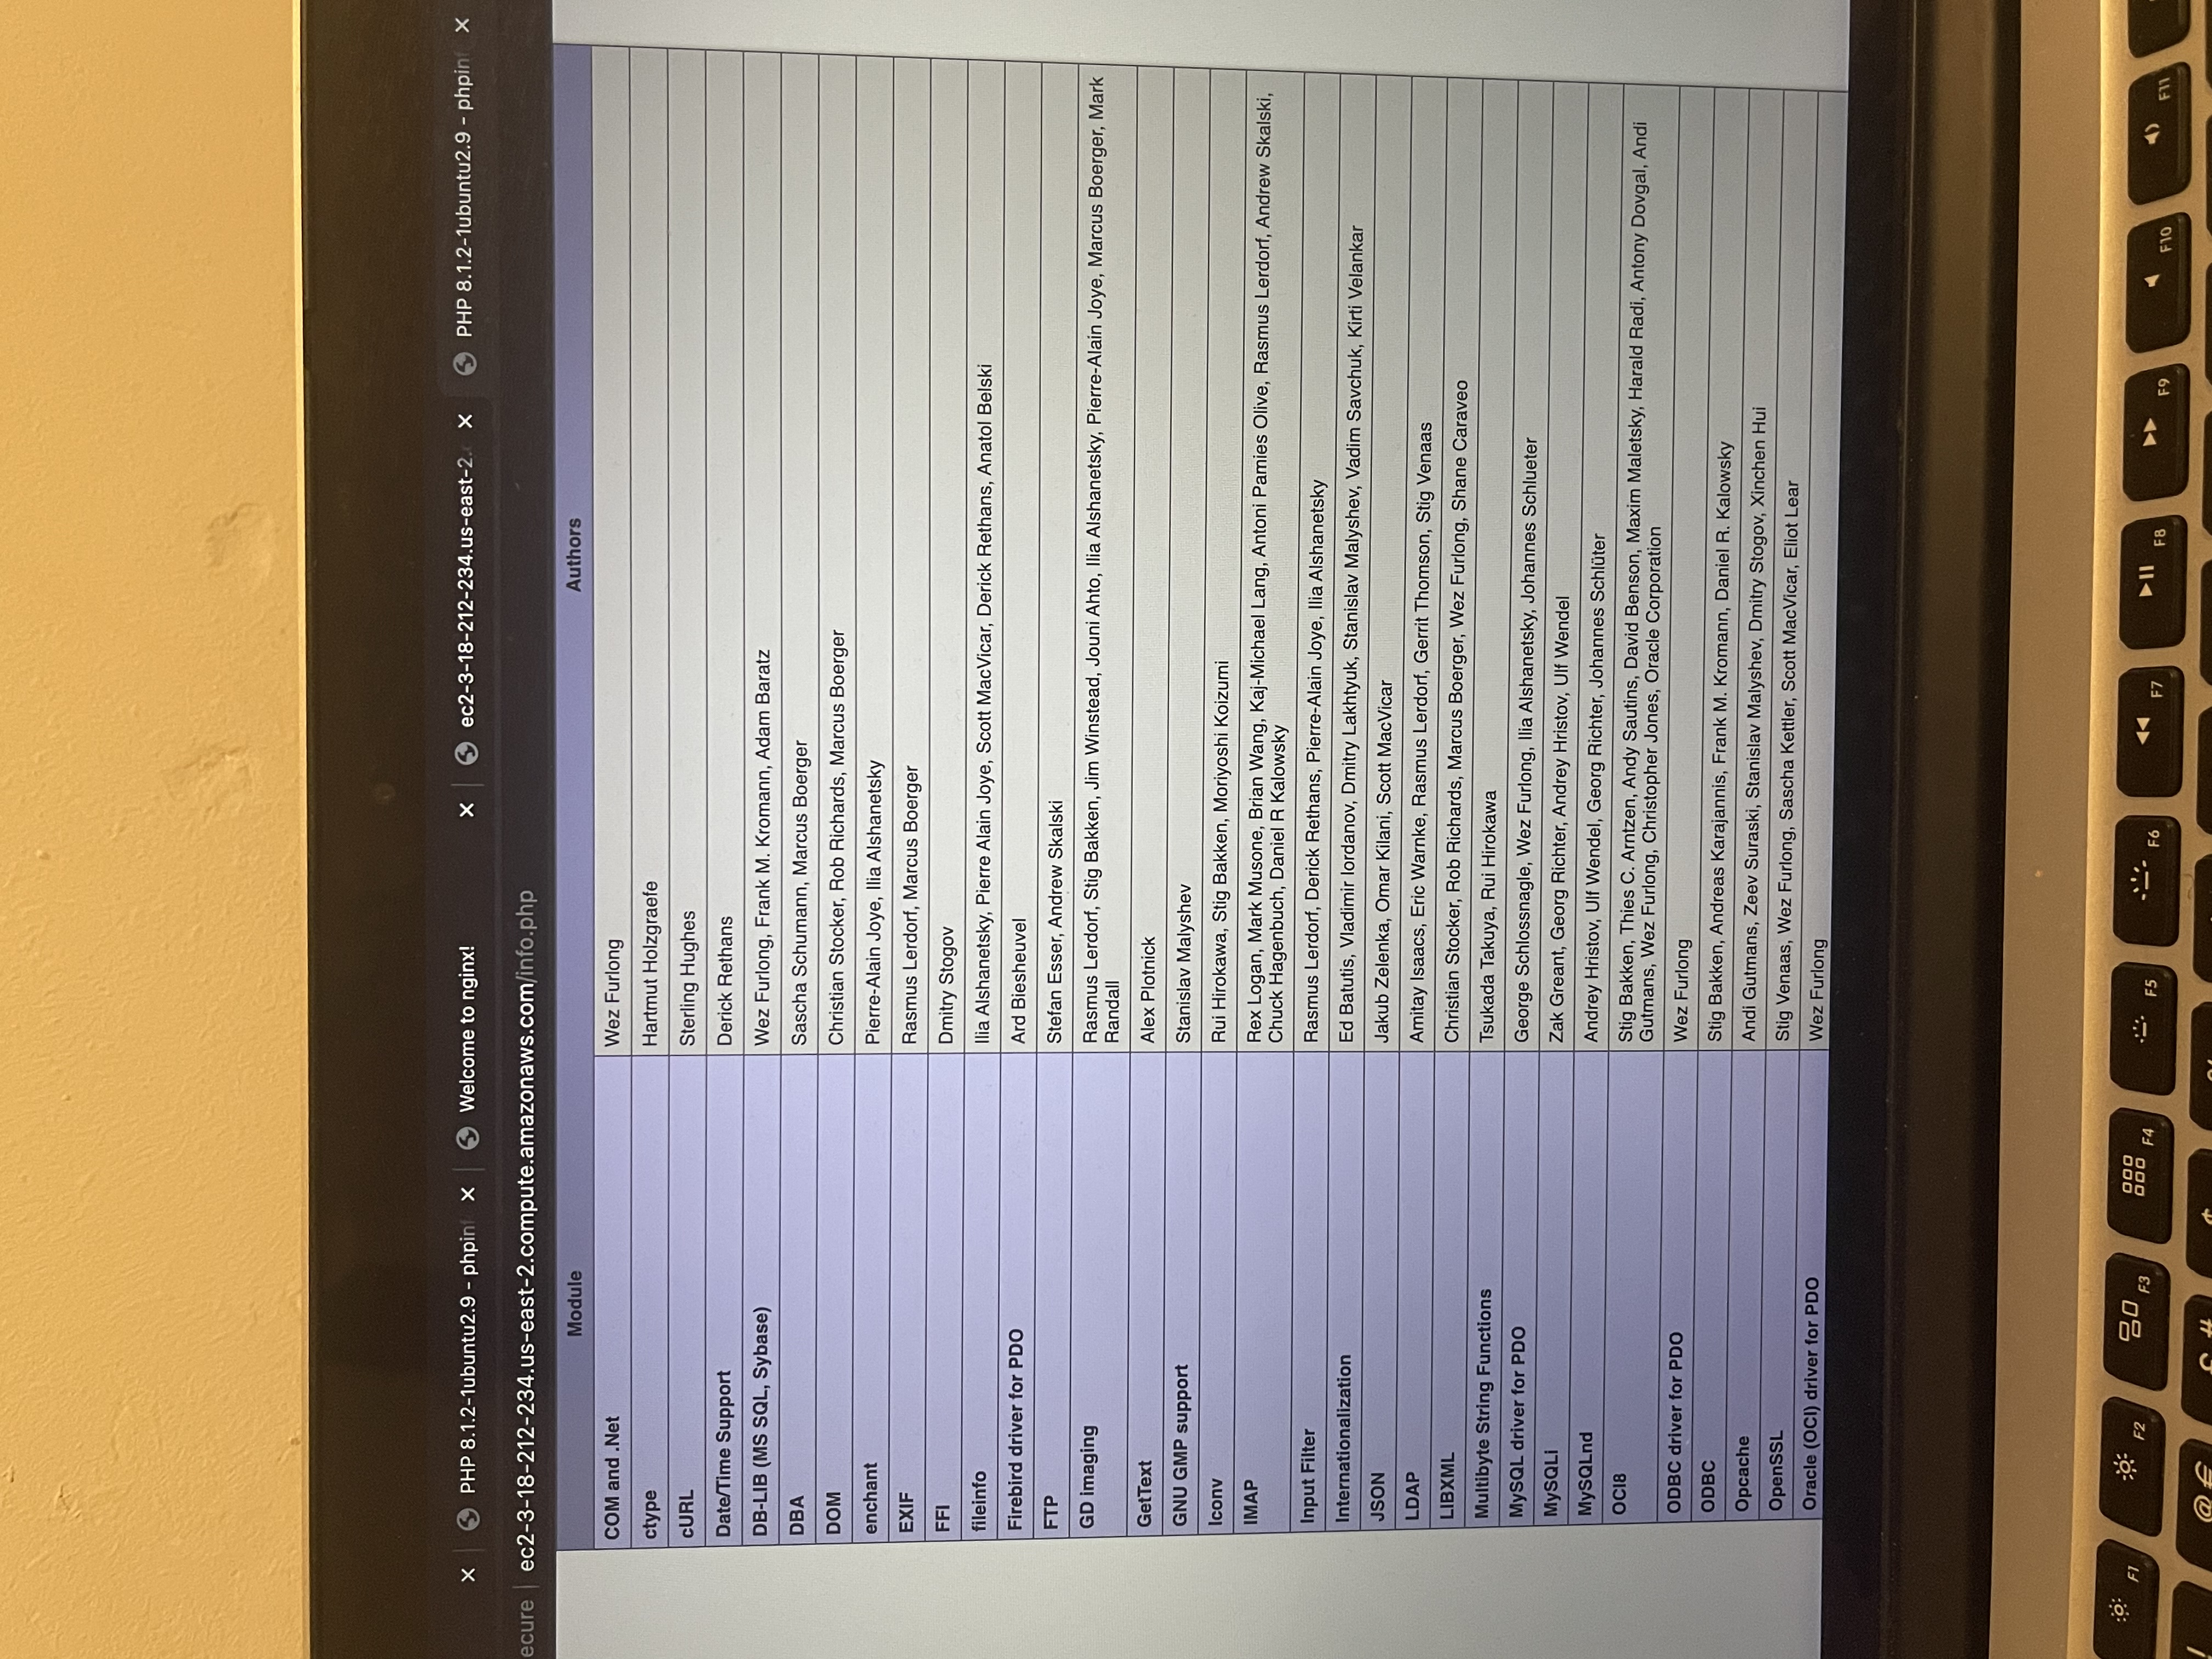 PHP 8.1.2-1ubuntu2.9 - phpin
Welcome to nginx!
ec2-3-18-212-234.us-east-2.
PHP 8.1.2-1ubuntu2.9 - phpin
ecure ec2-3-18-212-234.us-east-2.compute.amazonaws.com/info.php
Module Authors
COM and .Net Wez Furlong
ctype Hartmut Holzgraefe
cURL Sterling Hughes
Date/Time Support Derick Rethans
DB-LIB (MS SQL, Sybase) Wez Furlong, Frank M. Kromann, Adam Baratz
DBA Sascha Schumann, Marcus Boerger
DOM Christian Stocker, Rob Richards, Marcus Boerger
enchant Pierre-Alain Joye, Ilia Alshanetsky
EXIF Rasmus Lerdorf, Marcus Boerger
FFI Dmitry Stogov
fileinfo Ilia Alshanetsky, Pierre Alain Joye, Scott MacVicar, Derick Rethans, Anatol Belski
Firebird driver for PDO Ard Biesheuvel
FTP Stefan Esser, Andrew Skalski
GD imaging Rasmus Lerdorf, Stig Bakken, Jim Winstead, Jouni Ahto, Ilia Alshanetsky, Pierre-Alain Joye, Marcus Boerger, Mark
Randall
GetText Alex Plotnick
GNU GMP support Stanislav Malyshev
Iconv Rui Hirokawa, Stig Bakken, Moriyoshi Koizumi
IMAP Rex Logan, Mark Musone, Brian Wang, Kaj-Michael Lang, Antoni Pamies Olive, Rasmus Lerdorf, Andrew Skalski,
Chuck Hagenbuch, Daniel R Kalowsky
Input Filter Rasmus Lerdorf, Derick Rethans, Pierre-Alain Joye, Ilia Alshanetsky
Internationalization Ed Batutis, Vladimir Iordanov, Dmitry Lakhtyuk, Stanislav Malyshev, Vadim Savchuk, Kirti Velankar
JSON Jakub Zelenka, Omar Kilani, Scott MacVicar
LDAP Amitay Isaacs, Eric Warnke, Rasmus Lerdorf, Gerrit Thomson, Stig Venaas
LIBXML Christian Stocker, Rob Richards, Marcus Boerger, Wez Furlong, Shane Caraveo
Multibyte String Functions Tsukada Takuya, Rui Hirokawa
MySQL driver for PDO George Schlossnagle, Wez Furlong, Ilia Alshanetsky, Johannes Schlueter
MySQLi Zak Greant, Georg Richter, Andrey Hristov, Ulf Wendel
MySQLnd Andrey Hristov, Ulf Wendel, Georg Richter, Johannes Schlüter
OCI8 Stig Bakken, Thies C. Arntzen, Andy Sautins, David Benson, Maxim Maletsky, Harald Radi, Antony Dovgal, Andi
Gutmans, Wez Furlong, Christopher Jones, Oracle Corporation
ODBC driver for PDO Wez Furlong
ODBC Stig Bakken, Andreas Karajannis, Frank M. Kromann, Daniel R. Kalowsky
Opcache Andi Gutmans, Zeev Suraski, Stanislav Malyshev, Dmitry Stogov, Xinchen Hui
OpenSSL Stig Venaas, Wez Furlong, Sascha Kettler, Scott MacVicar, Eliot Lear
Oracle (OCI) driver for PDO Wez Furlong
F1 F2 F3 F4 F5 F6 F7 F8 F9 F10 F11
! @ € £ # $